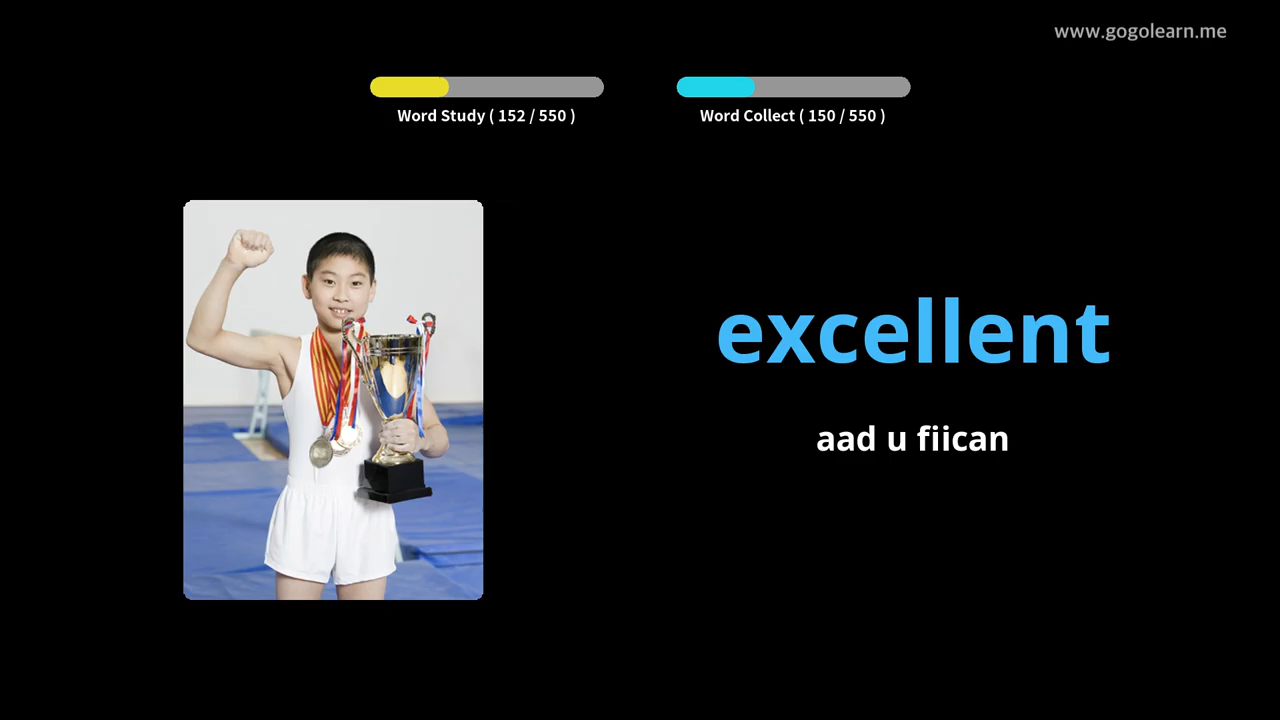 www.gogolearn.me
Word Study ( 152 / 550 )
Word Collect ( 150 / 550 )
excellent
aad u fiican